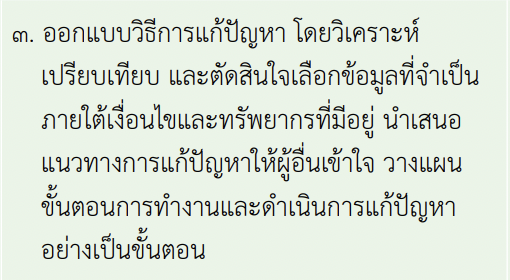 ๓. ออกแบบวิธีการแก้ปัญหา โดยวิเคราะห์
เปรียบเทียบ และตัดสินใจเลือกข้อมูลที่จำเป็น
ภายใต้เงื่อนไขและทรัพยากรที่มีอยู่ นำเสนอ
แนวทางการแก้ปัญหาให้ผู้อื่นเข้าใจ วางแผน
ขั้นตอนการทำงานและดำเนินการแก้ปัญหา
อย่างเป็นขั้นตอน